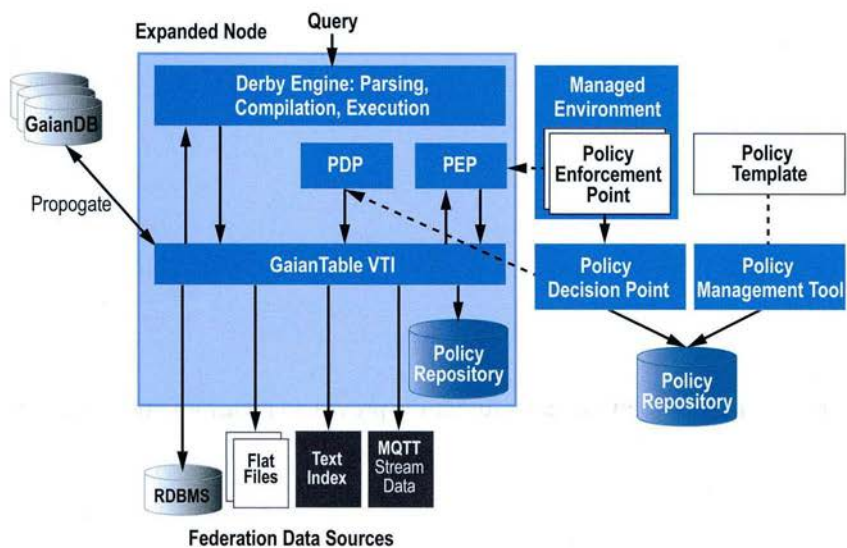 Query
Expanded Node
Derby Engine: Parsing,
Compilation, Execution
GaianDB
Managed
Environment
Policy
Enforcement
Point
Policy
Template
PDP
PEP
Propogate
GaianTable VTI
Policy
Decision Point
Policy
Management Tool
Policy
Repository
Policy
Repository
RDBMS
Flat
Files
Text
Index
MQTT
Stream
Data
Federation Data Sources